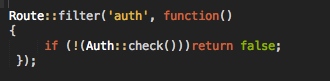 Route::filter('auth', function()
{
    if (!(Auth::check()))return false;
});